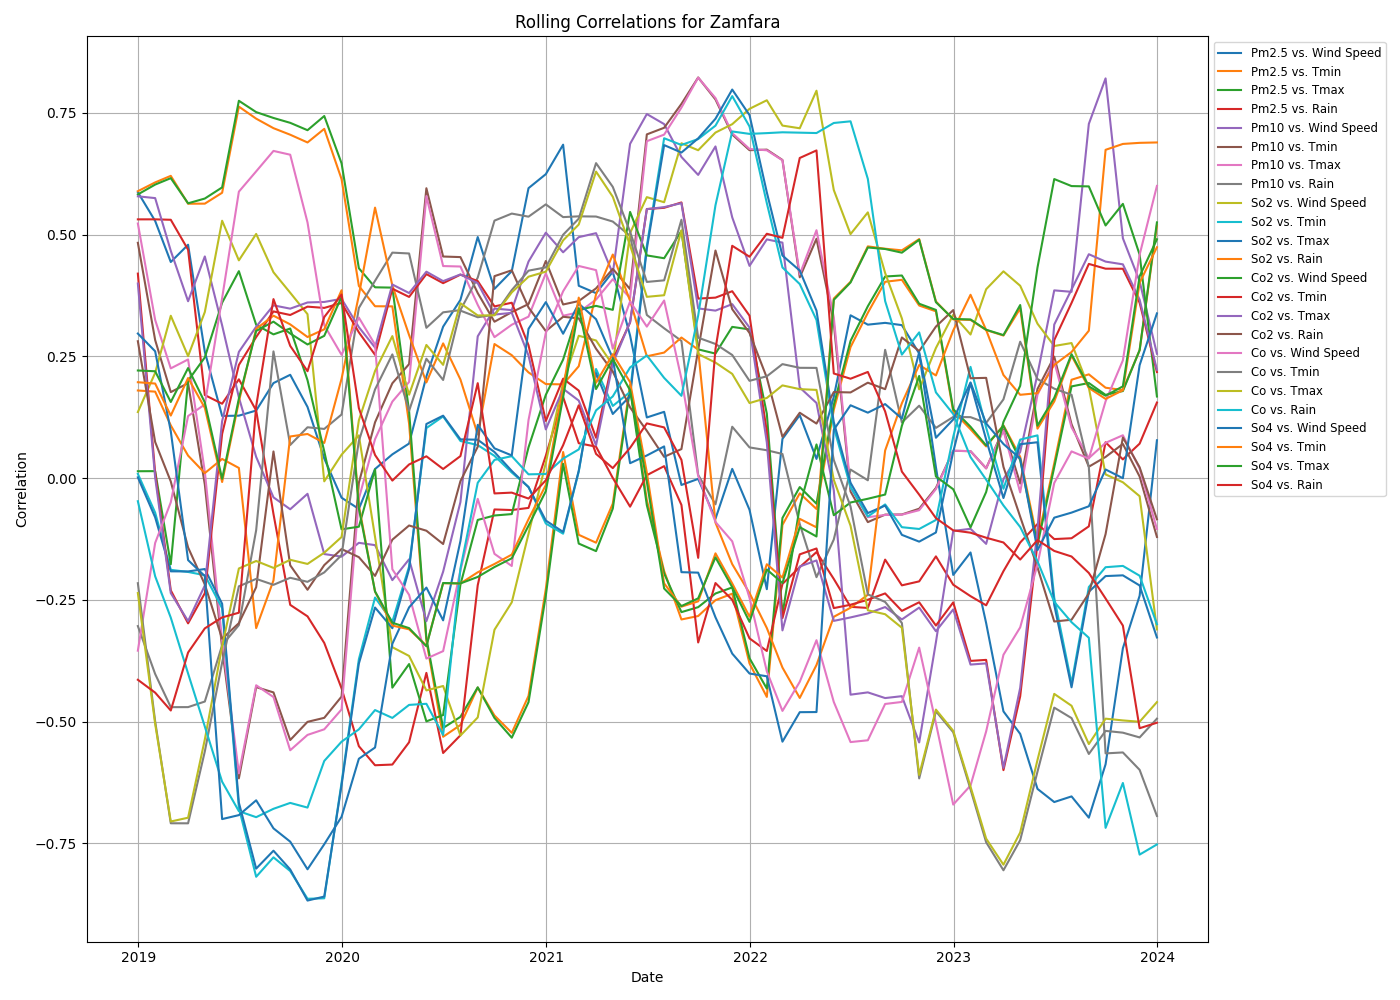 Rolling Correlations for Zamfara
Correlation
0.75
0.50
0.25
0.00
−0.25
−0.50
−0.75
2019
2020
2021
2022
2023
2024
Date
Pm2.5 vs. Wind Speed
Pm2.5 vs. Tmin
Pm2.5 vs. Tmax
Pm2.5 vs. Rain
Pm10 vs. Wind Speed
Pm10 vs. Tmin
Pm10 vs. Tmax
Pm10 vs. Rain
So2 vs. Wind Speed
So2 vs. Tmin
So2 vs. Tmax
So2 vs. Rain
Co2 vs. Wind Speed
Co2 vs. Tmin
Co2 vs. Tmax
Co2 vs. Rain
Co vs. Wind Speed
Co vs. Tmin
Co vs. Tmax
Co vs. Rain
So4 vs. Wind Speed
So4 vs. Tmin
So4 vs. Tmax
So4 vs. Rain